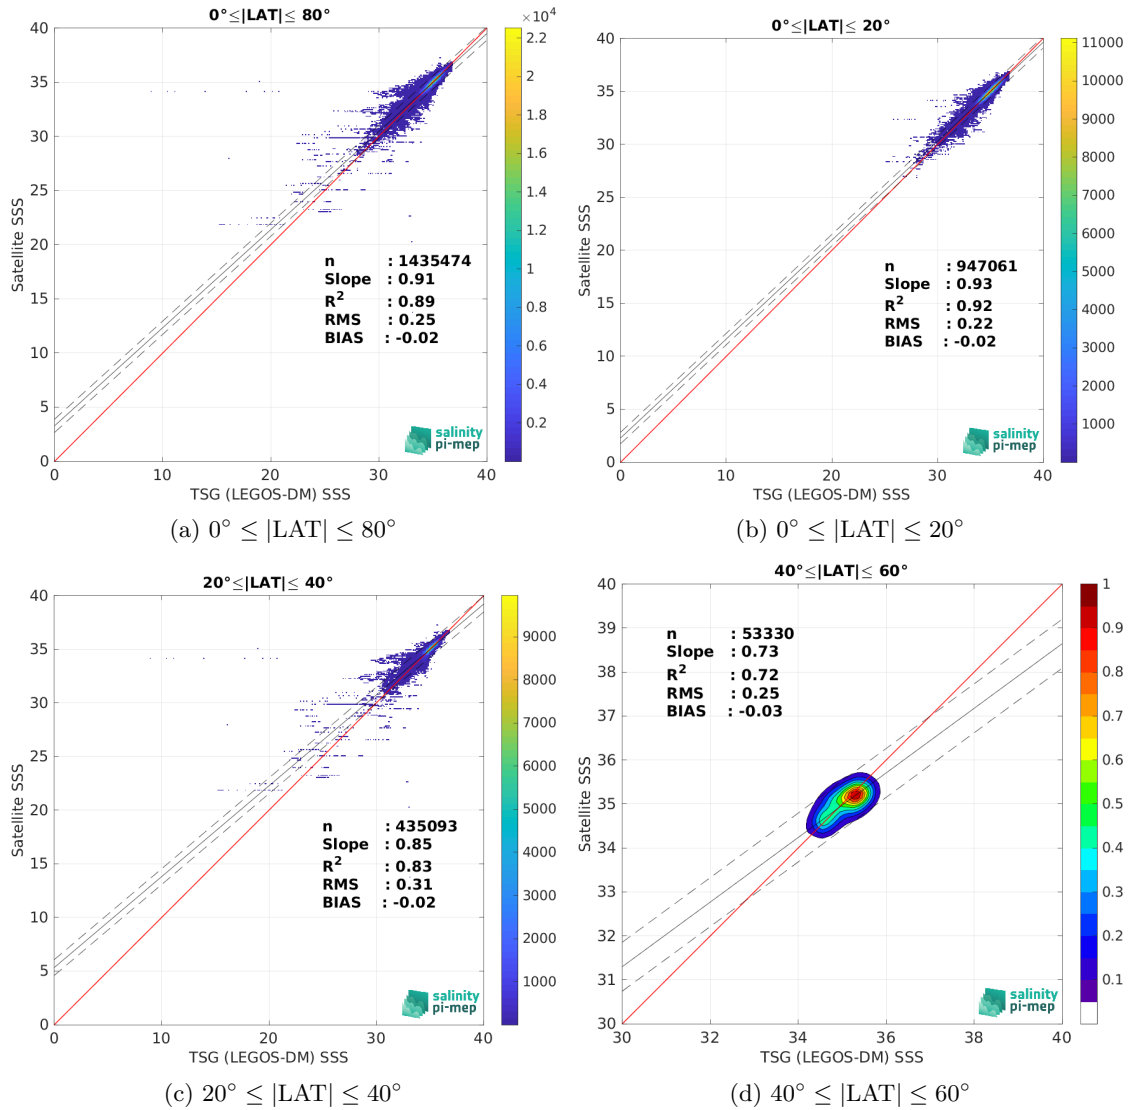 0°≤|LAT|≤ 80°
×10⁴
40
35
30
25
20
15
10
5
0
Satellite SSS
n : 1435474
Slope : 0.91
R² : 0.89
RMS : 0.25
BIAS : -0.02
salinity
pi-mep
0 10 20 30 40
TSG (LEGOS-DM) SSS
2.2
2
1.8
1.6
1.4
1.2
1
0.8
0.6
0.4
0.2
(a) 0° ≤ |LAT| ≤ 80°
0°≤|LAT|≤ 20°
40
35
30
25
20
15
10
5
0
Satellite SSS
n : 947061
Slope : 0.93
R² : 0.92
RMS : 0.22
BIAS : -0.02
salinity
pi-mep
0 10 20 30 40
TSG (LEGOS-DM) SSS
11000
10000
9000
8000
7000
6000
5000
4000
3000
2000
1000
(b) 0° ≤ |LAT| ≤ 20°
20°≤|LAT|≤ 40°
40
35
30
25
20
15
10
5
0
Satellite SSS
n : 435093
Slope : 0.85
R² : 0.83
RMS : 0.31
BIAS : -0.02
salinity
pi-mep
0 10 20 30 40
TSG (LEGOS-DM) SSS
9000
8000
7000
6000
5000
4000
3000
2000
1000
(c) 20° ≤ |LAT| ≤ 40°
40°≤|LAT|≤ 60°
40
39
38
37
36
35
34
33
32
31
30
Satellite SSS
n : 53330
Slope : 0.73
R² : 0.72
RMS : 0.25
BIAS : -0.03
salinity
pi-mep
30 32 34 36 38 40
TSG (LEGOS-DM) SSS
1
0.9
0.8
0.7
0.6
0.5
0.4
0.3
0.2
0.1
(d) 40° ≤ |LAT| ≤ 60°